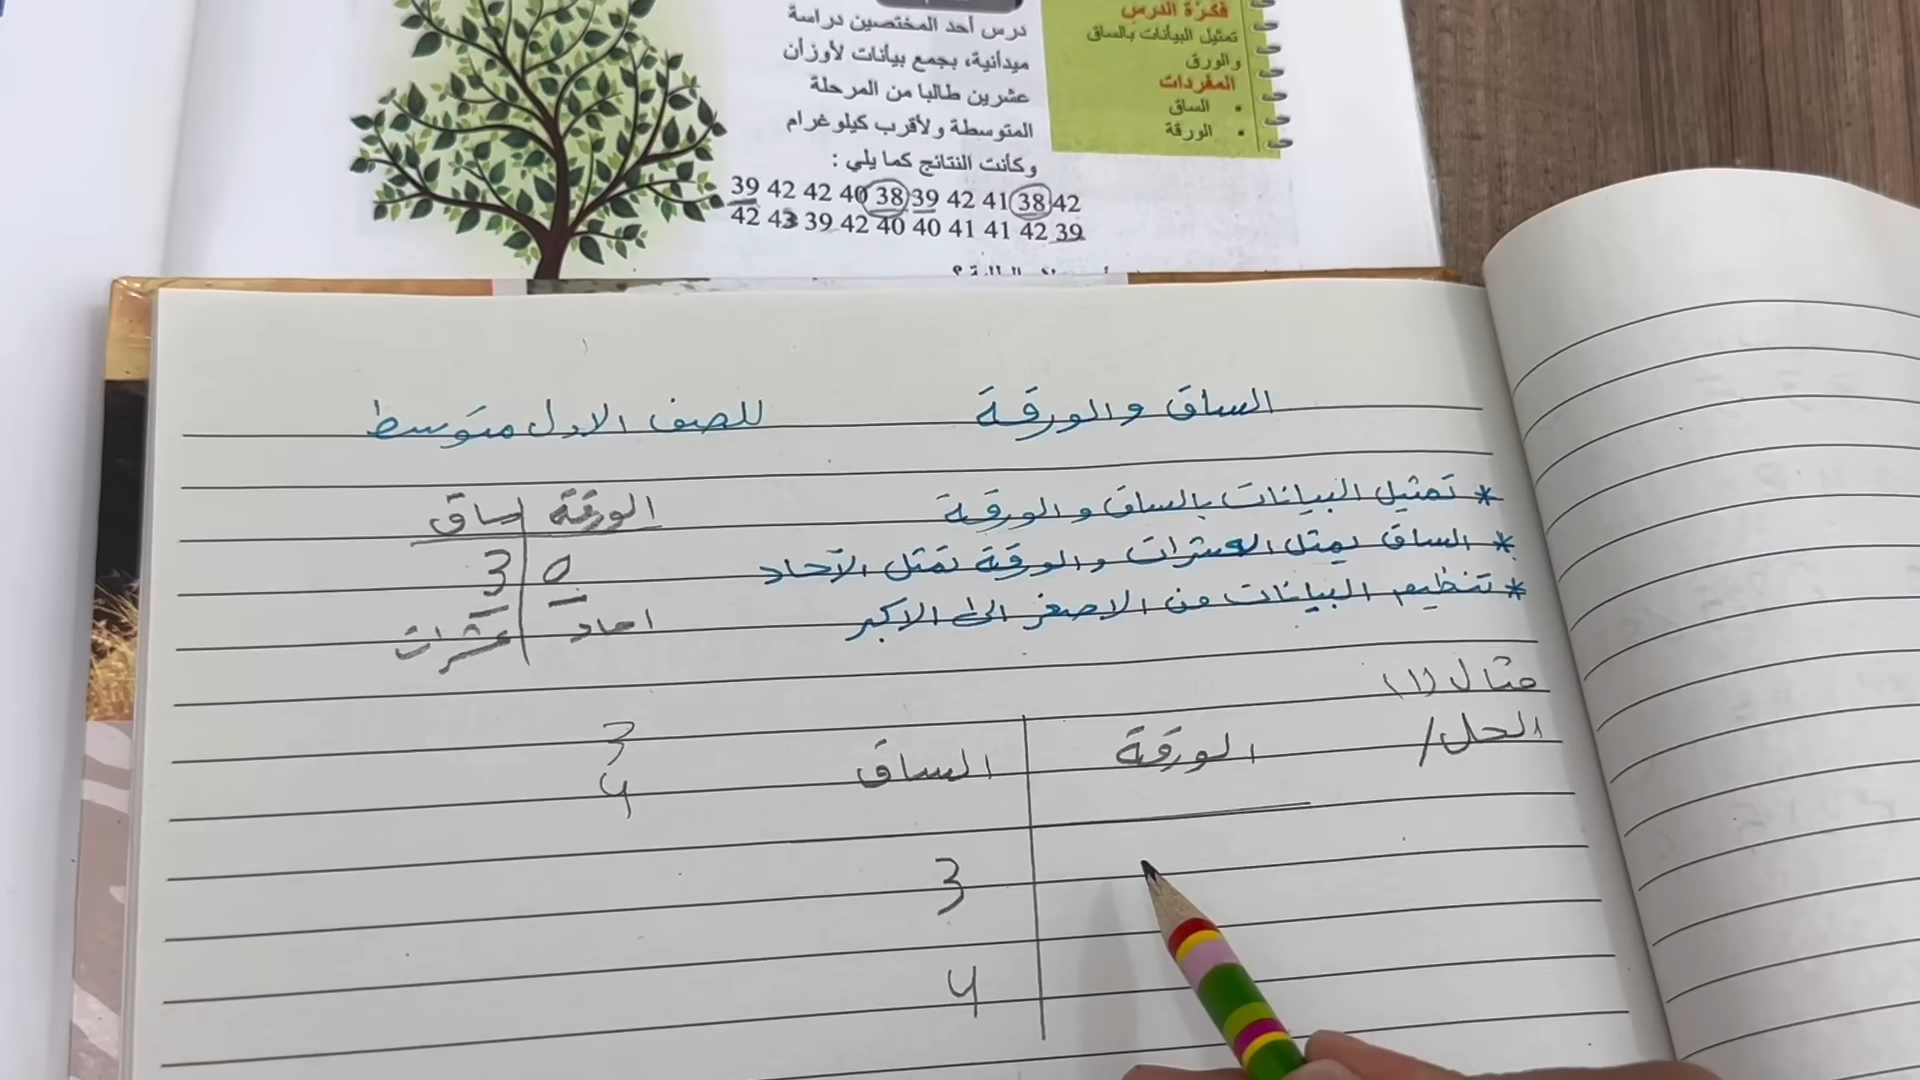 فكرة الدرس
تمثيل البيانات بالساق
والورق
المفردات
• الساق
• الورقة
درس أحد المختصين دراسة
ميدانية، بجمع بيانات لأوزان
عشرين طالبا من المرحلة
المتوسطة ولأقرب كيلوغرام
وكانت النتائج كما يلي :
39 42 42 40 38 39 42 41 38 42
42 43 39 42 40 40 41 41 42 39
الساق والورقة للصف الاول متوسط
* تمثيل البيانات بالساق والورقة
* الساق يمثل العشرات والورقة تمثل الآحاد
* تنظيم البيانات من الاصغر الى الاكبر
الورقة ساق
3
احاد عشرات
مثال (١)
الحل/
الورقة الساق
3
4
3
4